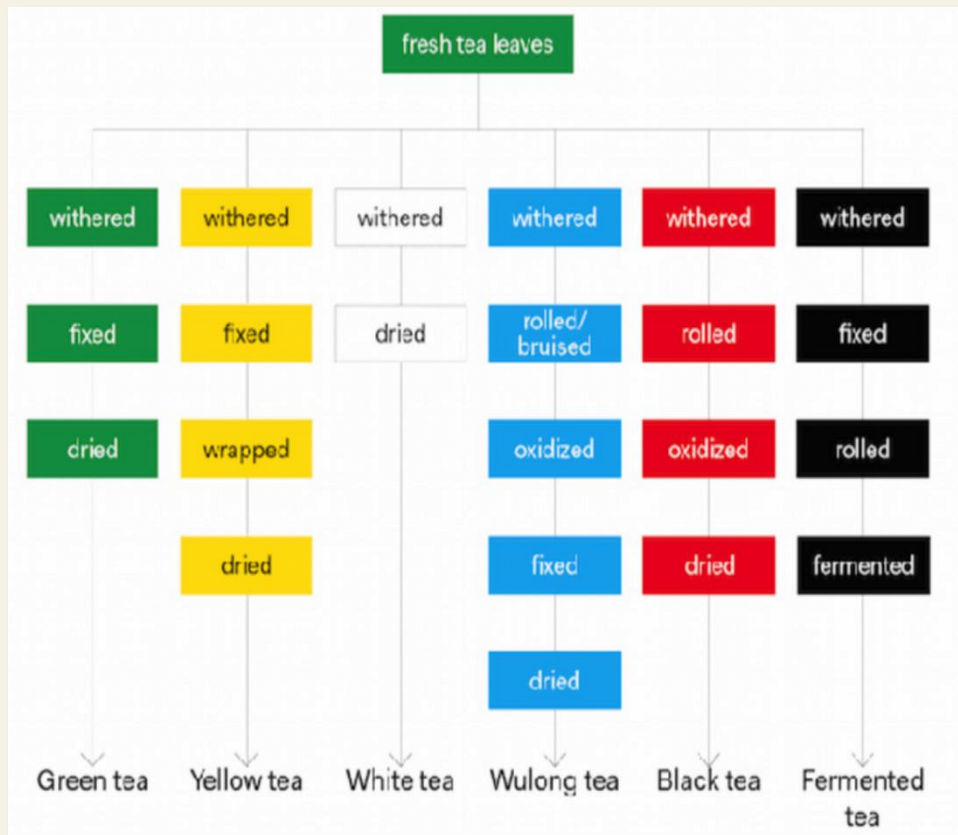 fresh tea leaves
withered
withered
withered
withered
withered
withered
fixed
fixed
dried
rolled/
bruised
rolled
fixed
dried
wrapped
oxidized
oxidized
rolled
dried
fixed
dried
fermented
dried
Green tea
Yellow tea
White tea
Wulong tea
Black tea
Fermented
tea